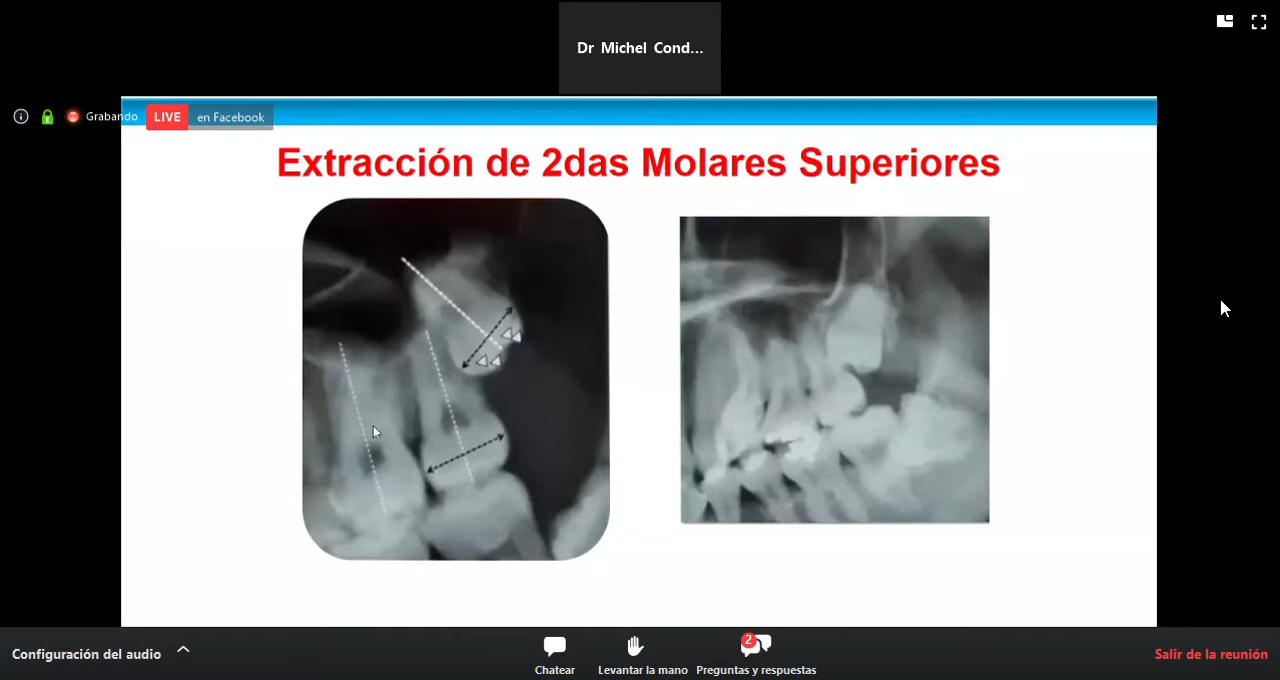 Dr Michel Cond...
Grabando
LIVE en Facebook
Extracción de 2das Molares Superiores
Configuración del audio
Chatear
Levantar la mano
2
Preguntas y respuestas
Salir de la reunión